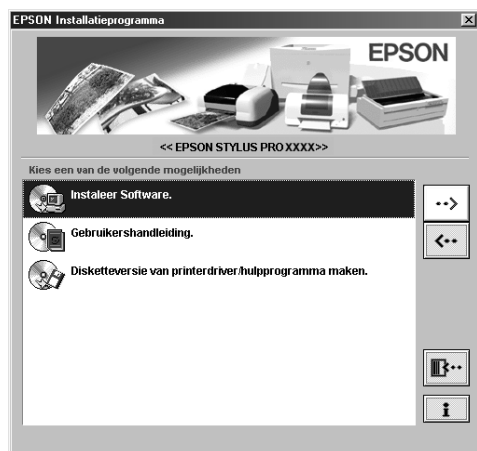 EPSON Installatieprogramma
EPSON
<< EPSON STYLUS PRO XXXX>>
Kies een van de volgende mogelijkheden
Instaleer Software.
Gebruikershandleiding.
Disketteversie van printerdriver/hulpprogramma maken.